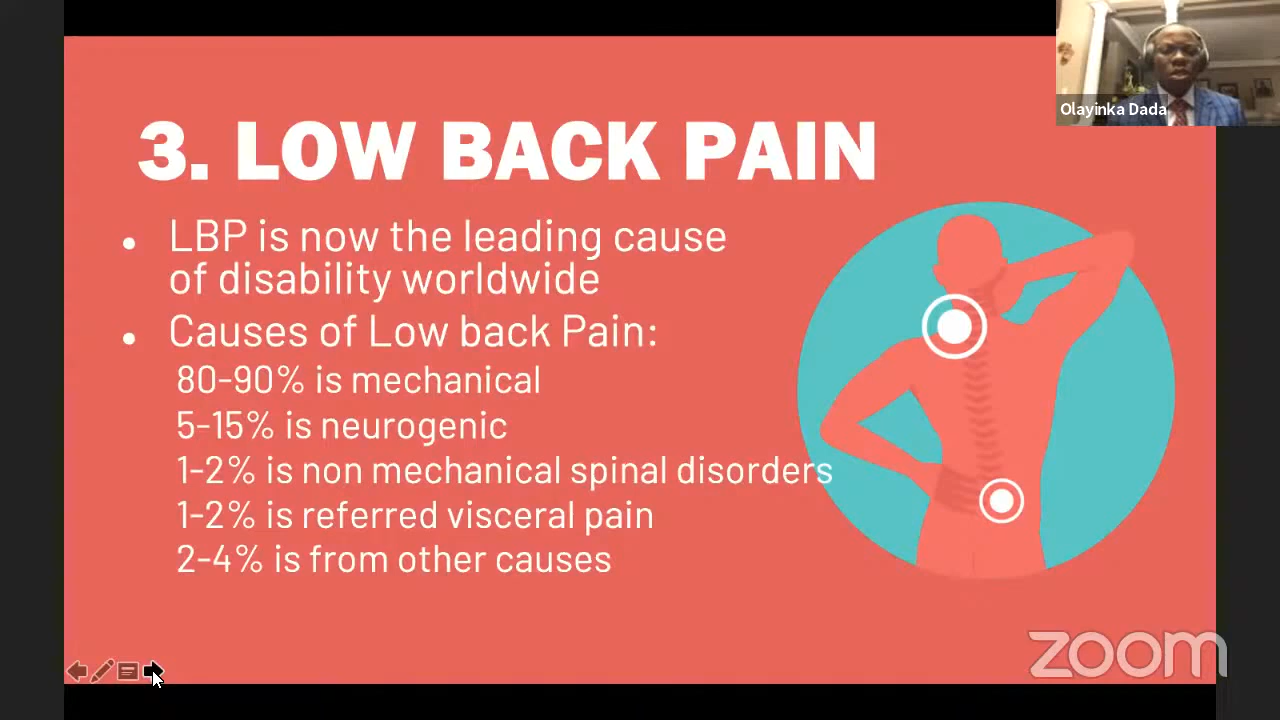 Olayinka Dada
3. LOW BACK PAIN
LBP is now the leading cause
of disability worldwide
Causes of Low back Pain:
80-90% is mechanical
5-15% is neurogenic
1-2% is non mechanical spinal disorders
1-2% is referred visceral pain
2-4% is from other causes
zoom